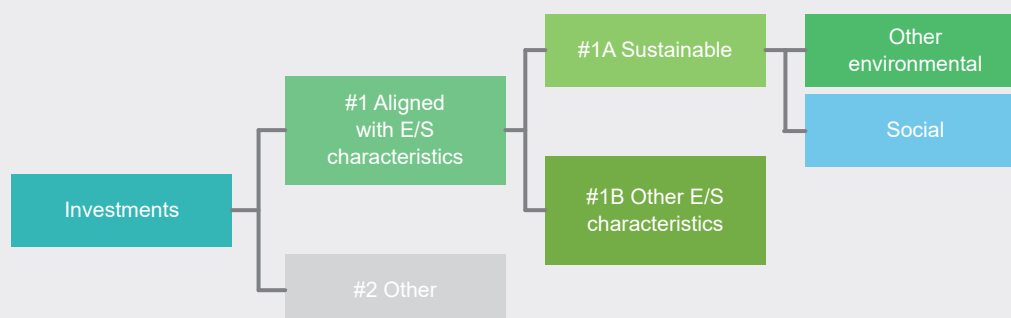 Investments
#1 Aligned
with E/S
characteristics
#2 Other
#1A Sustainable
#1B Other E/S
characteristics
Other
environmental
Social